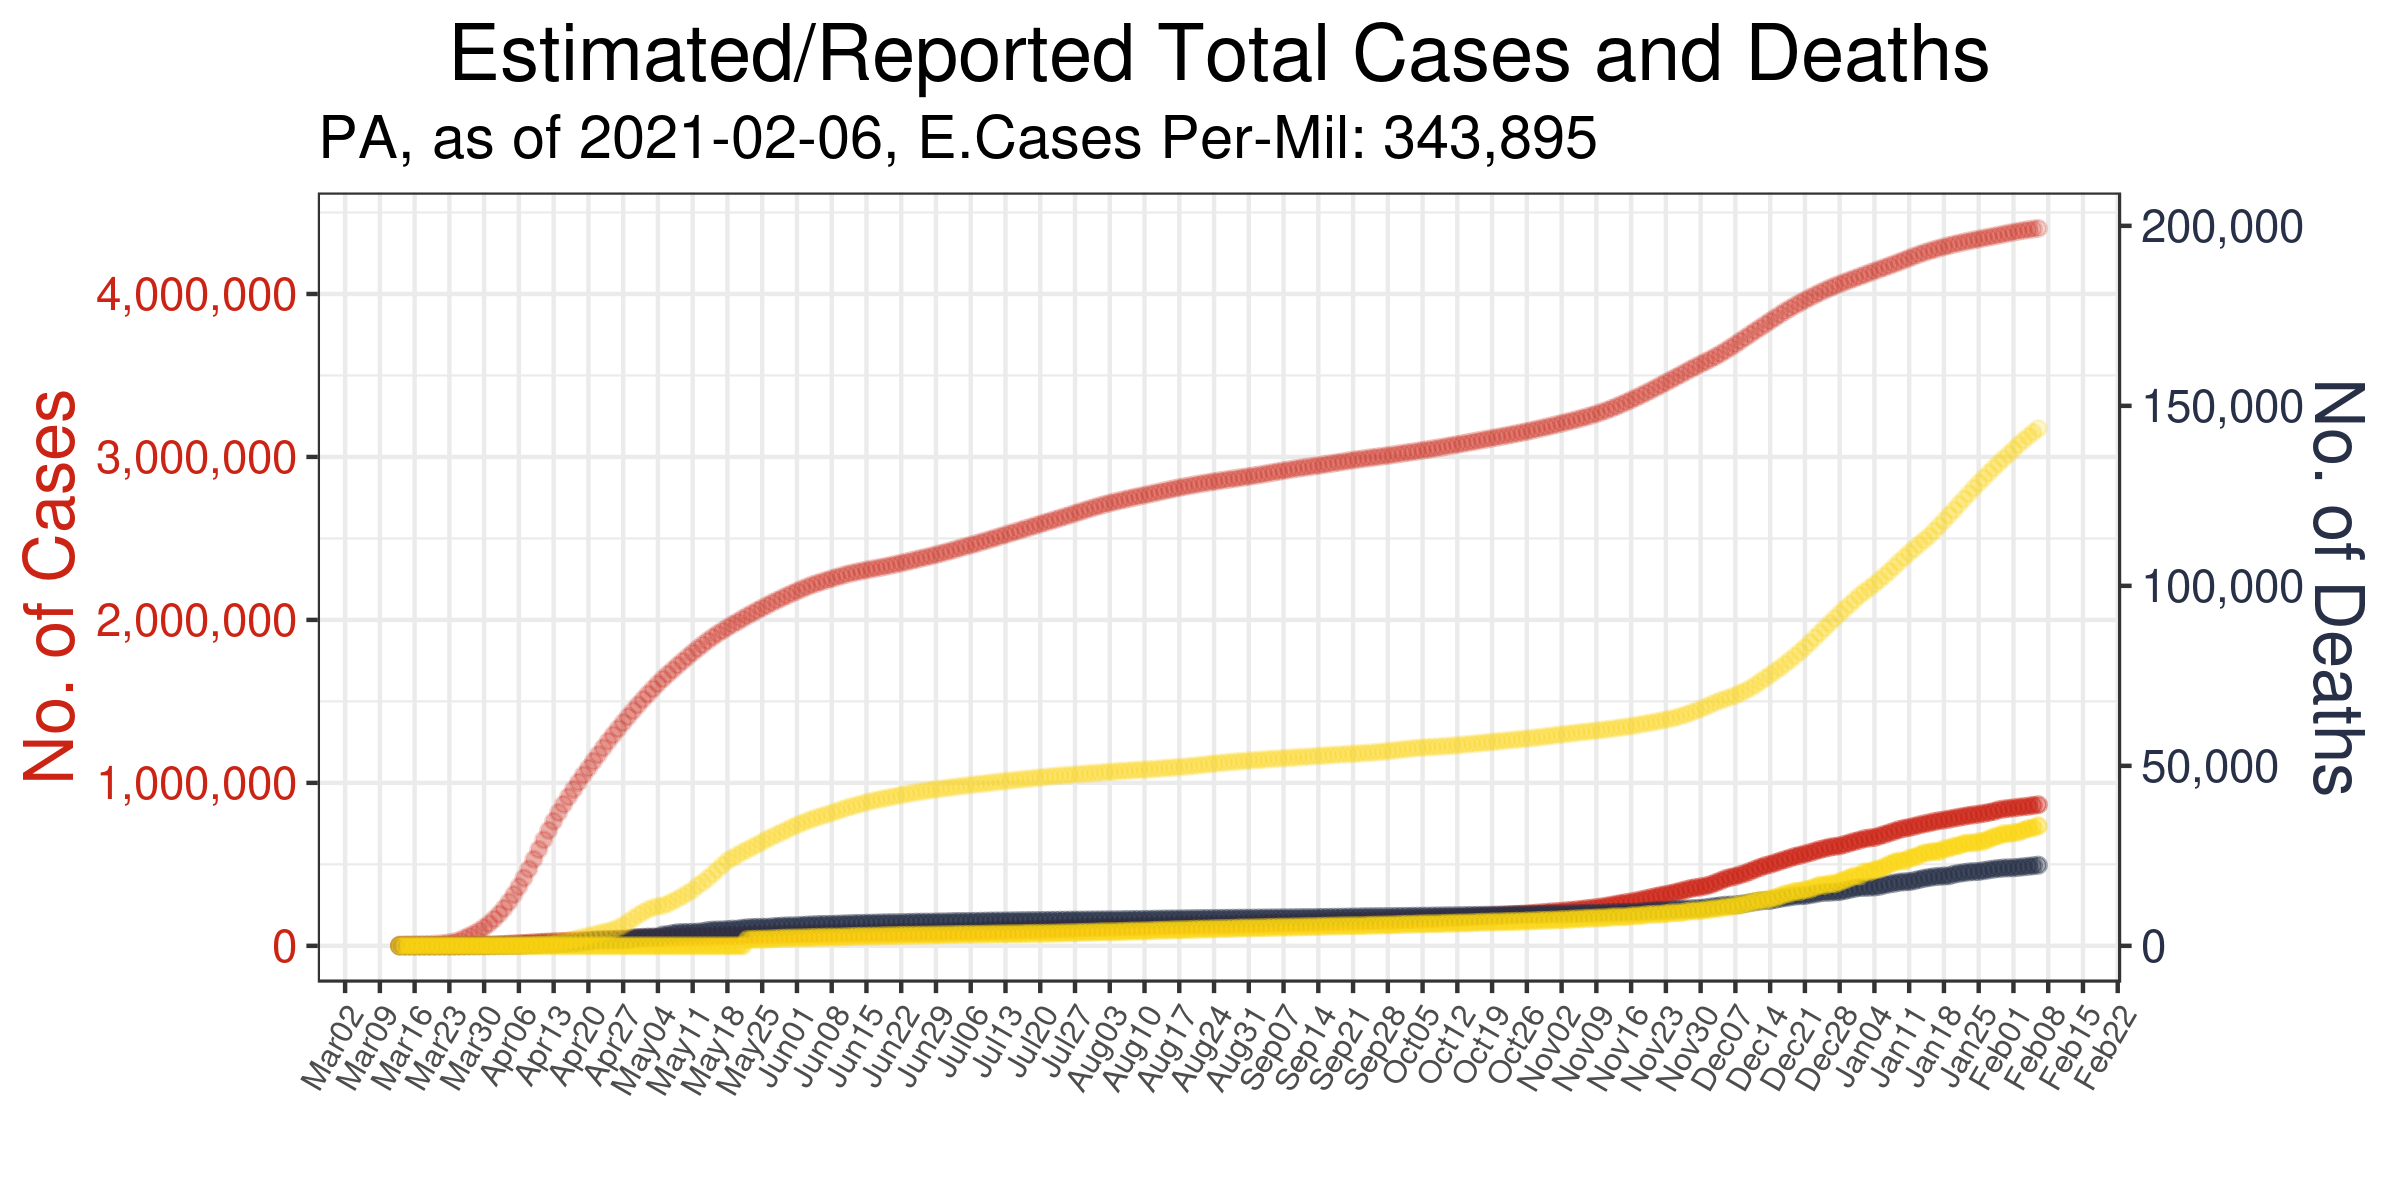 Estimated/Reported Total Cases and Deaths
PA, as of 2021-02-06, E.Cases Per-Mil: 343,895
No. of Cases
4,000,000
3,000,000
2,000,000
1,000,000
0
200,000
150,000
100,000
50,000
0
No. of Deaths
Mar02
Mar09
Mar16
Mar23
Mar30
Apr06
Apr13
Apr20
Apr27
May04
May11
May18
May25
Jun01
Jun08
Jun15
Jun22
Jun29
Jul06
Jul13
Jul20
Jul27
Aug03
Aug10
Aug17
Aug24
Aug31
Sep07
Sep14
Sep21
Sep28
Oct05
Oct12
Oct19
Oct26
Nov02
Nov09
Nov16
Nov23
Nov30
Nov07
Dec14
Dec21
Dec28
Dec04
Jan11
Jan18
Jan25
Feb01
Feb08
Feb15
Feb22